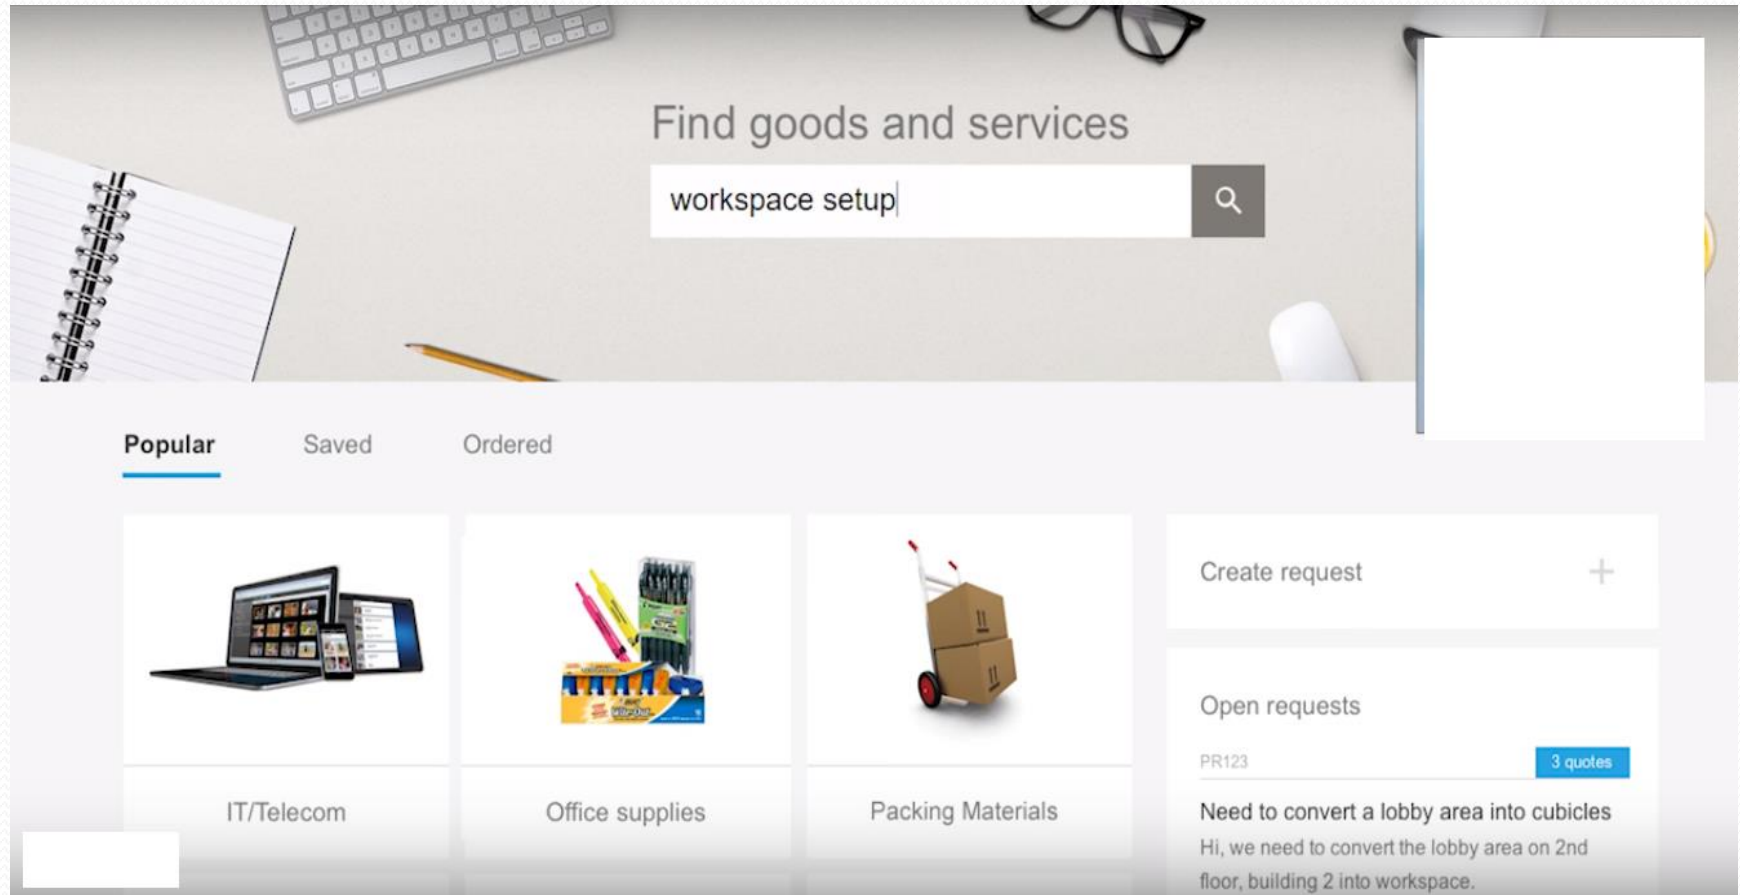 Find goods and services
workspace setup
Popular
Saved
Ordered
IT/Telecom
Office supplies
Packing Materials
Create request
Open requests
PR123
3 quotes
Need to convert a lobby area into cubicles
Hi, we need to convert the lobby area on 2nd
floor, building 2 into workspace.